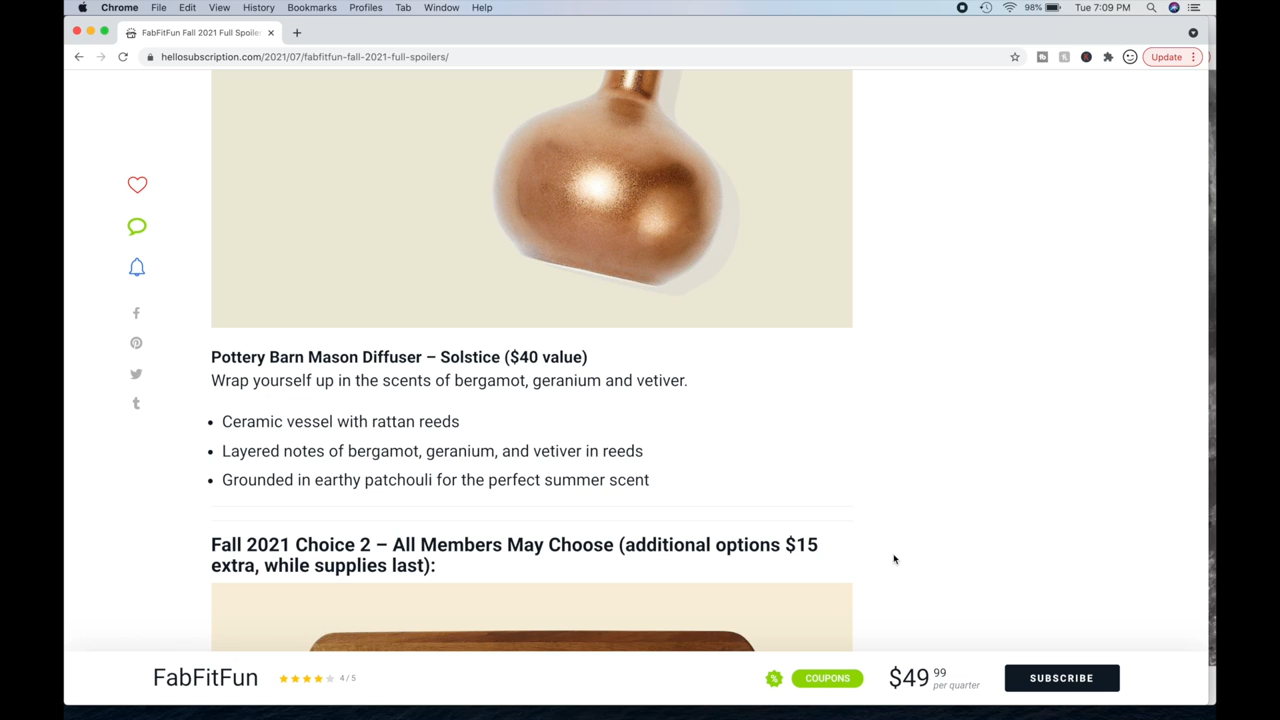 Chrome File Edit View History Bookmarks Profiles Tab Window Help 98% Tue 7:09 PM
FabFitFun Fall 2021 Full Spoile
hellosubscription.com/2021/07/fabfitfun-fall-2021-full-spoilers/
Update
Pottery Barn Mason Diffuser – Solstice ($40 value)
Wrap yourself up in the scents of bergamot, geranium and vetiver.
• Ceramic vessel with rattan reeds
• Layered notes of bergamot, geranium, and vetiver in reeds
• Grounded in earthy patchouli for the perfect summer scent
Fall 2021 Choice 2 – All Members May Choose (additional options $15
extra, while supplies last):
FabFitFun 4 / 5 COUPONS $49 99 per quarter SUBSCRIBE